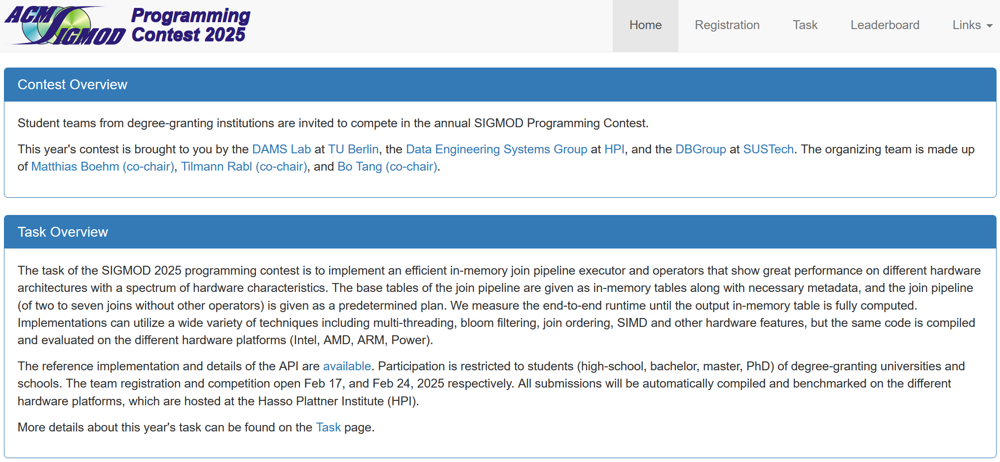 ACM SIGMOD
Programming
Contest 2025
Home Registration Task Leaderboard Links
Contest Overview
Student teams from degree-granting institutions are invited to compete in the annual SIGMOD Programming Contest.
This year's contest is brought to you by the DAMS Lab at TU Berlin, the Data Engineering Systems Group at HPI, and the DBGroup at SUSTech. The organizing team is made up
of Matthias Boehm (co-chair), Tilmann Rabl (co-chair), and Bo Tang (co-chair).
Task Overview
The task of the SIGMOD 2025 programming contest is to implement an efficient in-memory join pipeline executor and operators that show great performance on different hardware
architectures with a spectrum of hardware characteristics. The base tables of the join pipeline are given as in-memory tables along with necessary metadata, and the join pipeline
(of two to seven joins without other operators) is given as a predetermined plan. We measure the end-to-end runtime until the output in-memory table is fully computed.
Implementations can utilize a wide variety of techniques including multi-threading, bloom filtering, join ordering, SIMD and other hardware features, but the same code is compiled
and evaluated on the different hardware platforms (Intel, AMD, ARM, Power).
The reference implementation and details of the API are available. Participation is restricted to students (high-school, bachelor, master, PhD) of degree-granting universities and
schools. The team registration and competition open Feb 17, and Feb 24, 2025 respectively. All submissions will be automatically compiled and benchmarked on the different
hardware platforms, which are hosted at the Hasso Plattner Institute (HPI).
More details about this year's task can be found on the Task page.